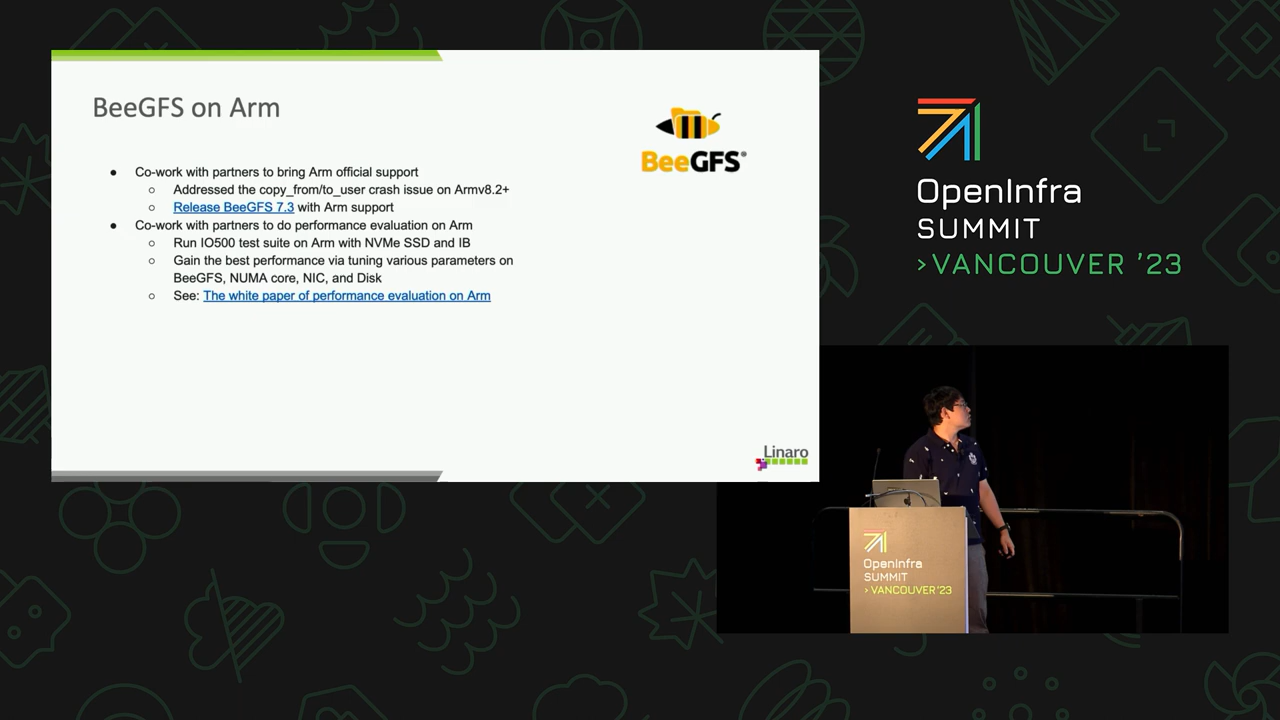 BeeGFS on Arm
BeeGFS®
● Co-work with partners to bring Arm official support
○ Addressed the copy_from/to_user crash issue on Armv8.2+
○ Release BeeGFS 7.3 with Arm support
● Co-work with partners to do performance evaluation on Arm
○ Run IO500 test suite on Arm with NVMe SSD and IB
○ Gain the best performance via tuning various parameters on
BeeGFS, NUMA core, NIC, and Disk
○ See: The white paper of performance evaluation on Arm
Linaro
OpenInfra
SUMMIT
>VANCOUVER '23
OpenInfra
SUMMIT
> VANCOUVER '23